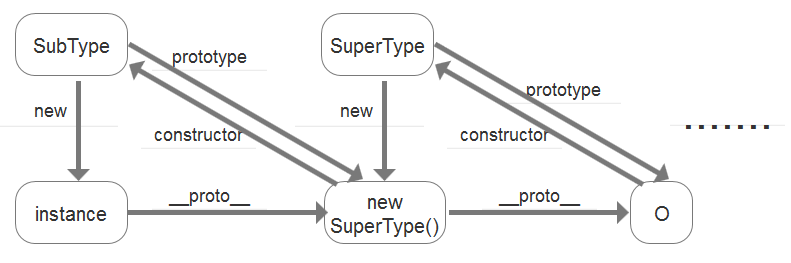 SubType
SuperType
prototype
prototype
new
new
constructor
constructor
__proto__
__proto__
instance
new
SuperType()
O
.......